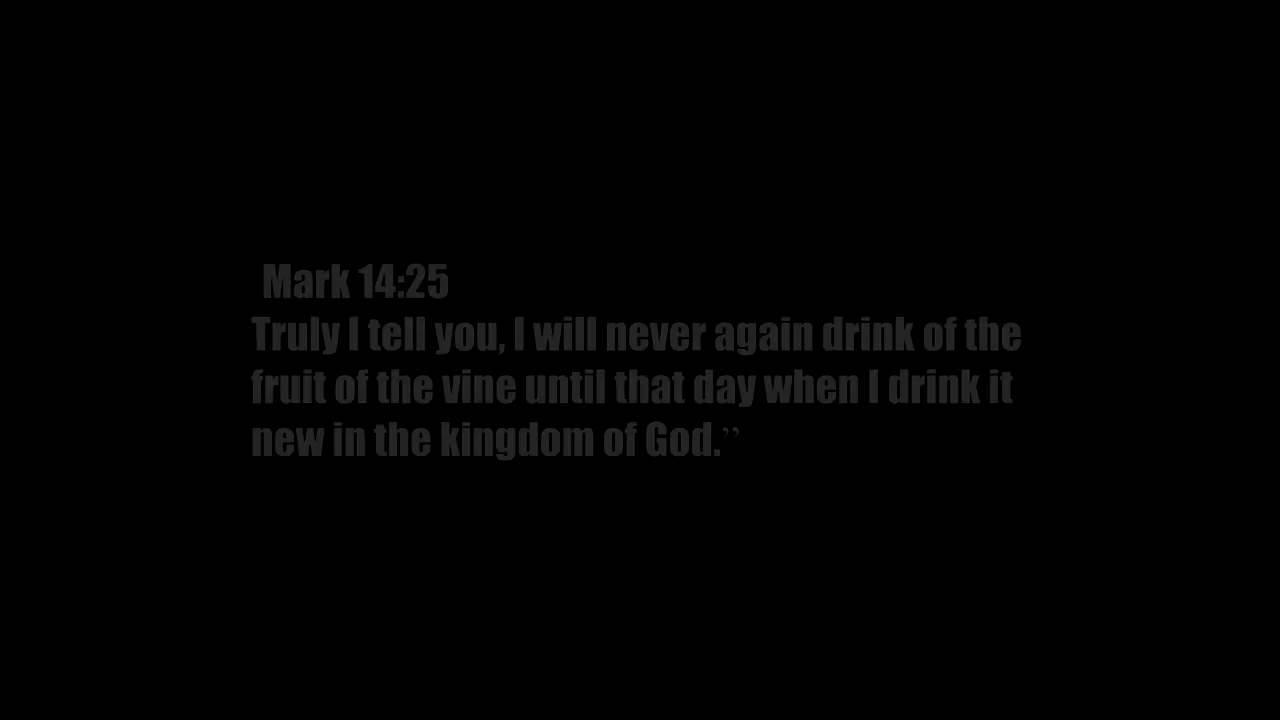 Mark 14:25
Truly I tell you, I will never again drink of the
fruit of the vine until that day when I drink it
new in the kingdom of God.”